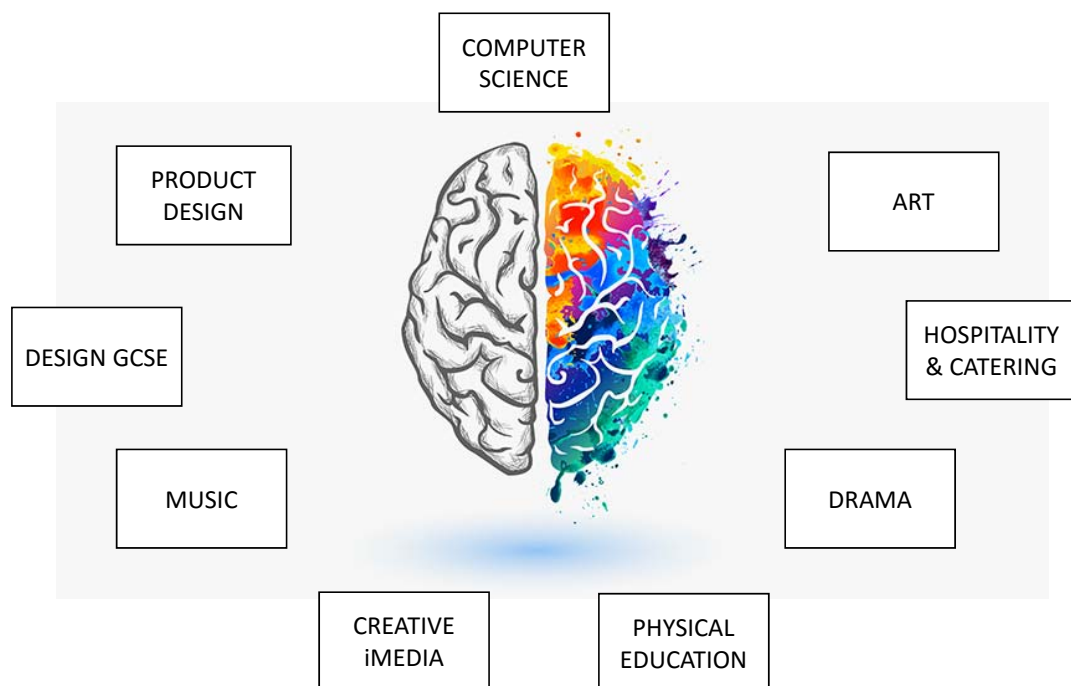 COMPUTER
SCIENCE
PRODUCT
DESIGN
ART
DESIGN GCSE
HOSPITALITY
& CATERING
MUSIC
DRAMA
CREATIVE
iMEDIA
PHYSICAL
EDUCATION